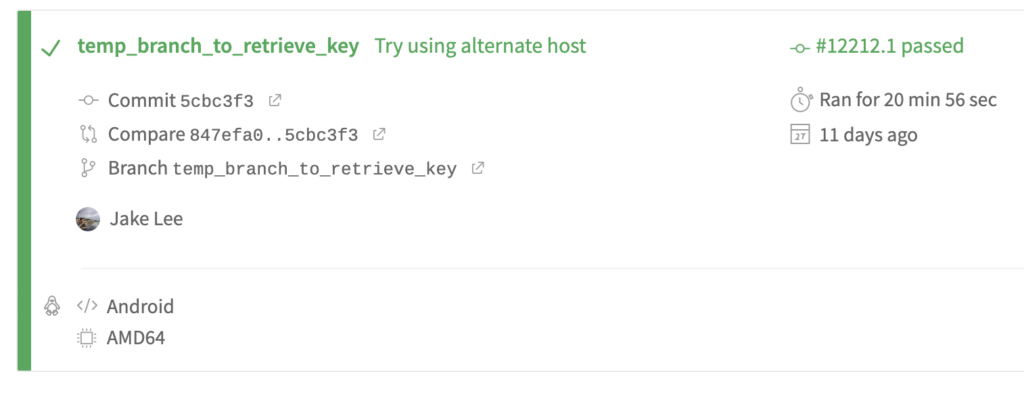 temp_branch_to_retrieve_key Try using alternate host
#12212.1 passed
Commit 5cbc3f3
Ran for 20 min 56 sec
Compare 847efa0..5cbc3f3
27
11 days ago
Branch temp_branch_to_retrieve_key
Jake Lee
</> Android
AMD64